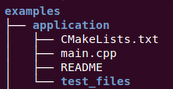 examples
├── application
│   ├── CMakeLists.txt
│   ├── main.cpp
│   ├── README
│   └── test_files